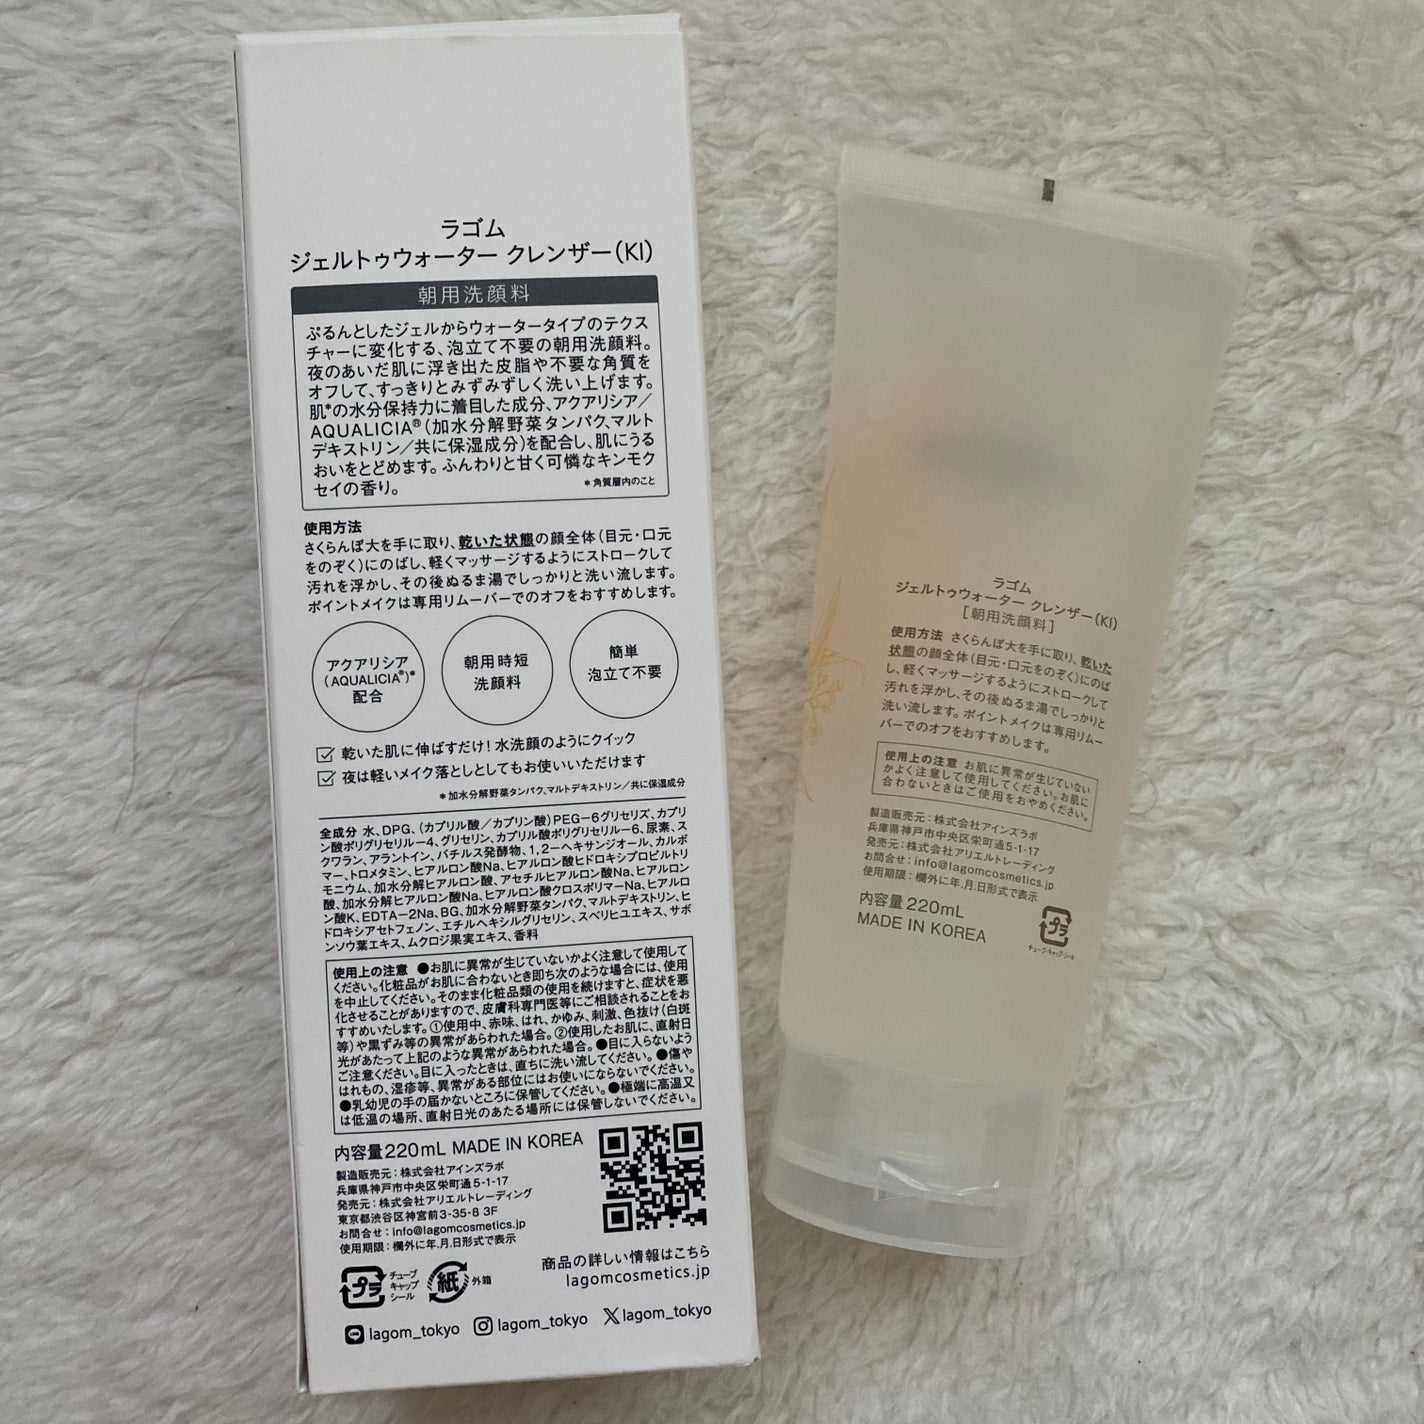 ラゴム
ジェルトゥウォーター クレンザー(KI)
朝用洗顔料
ぷるんとしたジェルからウォータータイプのテクス
チャーに変化する、泡立て不要の朝用洗顔料。
夜のあいだ肌に浮き出た皮脂や不要な角質を
オフして、すっきりとみずみずしく洗い上げます。
肌*の水分保持力に着目した成分、アクアリシア/
AQUALICIA®(加水分解野菜タンパク、マルト
デキストリン/共に保湿成分)を配合し、肌にうる
おいをとどめます。ふんわりと甘く可憐なキンモク
セイの香り。
*角質層内のこと
使用方法
さくらんぼ大を手に取り、乾いた状態の顔全体(目元・口元
をのぞく)にのばし、軽くマッサージするようにストロークして
汚れを浮かし、その後ぬるま湯でしっかりと洗い流します。
ポイントメイクは専用リムーバーでのオフをおすすめします。
アクアリシア
(AQUALICIA®)*
配合
朝用時短
洗顔料
簡単
泡立て不要
乾いた肌に伸ばすだけ!水洗顔のようにクイック
夜は軽いメイク落としとしてもお使いいただけます
*加水分解野菜タンパク、マルトデキストリン/共に保湿成分
全成分 水、DPG、(カプリル酸/カプリン酸)PEG-6グリセリズ、カプリ
ン酸ポリグリセリル-4、グリセリン、カプリル酸ポリグリセリル-6、尿素、ス
クワラン、アラントイン、バチルス発酵物、1,2-ヘキサンジオール、カルボ
マー、トロメタミン、ヒアルロン酸Na、ヒアルロン酸ヒドロキシプロピルトリ
モニウム、加水分解ヒアルロン酸、アセチルヒアルロン酸Na、ヒアルロン
酸、加水分解ヒアルロン酸Na、ヒアルロン酸クロスポリマーNa、ヒアルロ
ン酸K、EDTA-2Na、BG、加水分解野菜タンパク、マルトデキストリン、ヒ
ドロキシアセトフェノン、エチルヘキシルグリセリン、スベリヒユエキス、サボ
ンソウ葉エキス、ムクロジ果実エキス、香料
使用上の注意 ●お肌に異常が生じていないかよく注意して使用して
ください。化粧品がお肌に合わないとき即ち次のような場合には、使用
を中止してください。そのまま化粧品類の使用を続けますと、症状を悪
化させることがありますので、皮膚科専門医等にご相談されることをお
すすめいたします。①使用中、赤味、はれ、かゆみ、刺激、色抜け(白斑
等)や黒ずみ等の異常があらわれた場合。②使用したお肌に、直射日
光があたって上記のような異常があらわれた場合。●目に入らないよう
ご注意ください。目に入ったときは、直ちに洗い流してください。●傷や
はれもの、湿疹等、異常がある部位にはお使いにならないでください。
●乳幼児の手の届かないところに保管してください。●極端に高温又
は低温の場所、直射日光のあたる場所には保管しないでください。
内容量220mL MADE IN KOREA
製造販売元:株式会社アインズラボ
兵庫県神戸市中央区栄町通5-1-17
発売元:株式会社アリエルトレーディング
東京都渋谷区神宮前3-35-8 3F
お問合せ:info@lagomcosmetics.jp
使用期限:欄外に年.月.日形式で表示
商品の詳しい情報はこちら
lagomcosmetics.jp
プラ
チューブ
キャップ
シール
紙
外箱
lagom_tokyo lagom_tokyo lagom_tokyo
ラゴム
ジェルトゥウォーター クレンザー(KI)
[朝用洗顔料]
使用方法 さくらんぼ大を手に取り、乾いた
状態の顔全体(目元・口元をのぞく)にのば
し、軽くマッサージするようにストロークして
汚れを浮かし、その後ぬるま湯でしっかりと
洗い流します。ポイントメイクは専用リムー
バーでのオフをおすすめします。
使用上の注意 お肌に異常が生じていない
かよく注意して使用してください。お肌に
合わないときはご使用をおやめください。
製造販売元:株式会社アインズラボ
兵庫県神戸市中央区栄町通5-1-17
発売元:株式会社アリエルトレーディング
お問合せ:info@lagomcosmetics.jp
使用期限:欄外に年.月.日形式で表示
内容量220mL
MADE IN KOREA
プラ
チューブ・キャップ・シール